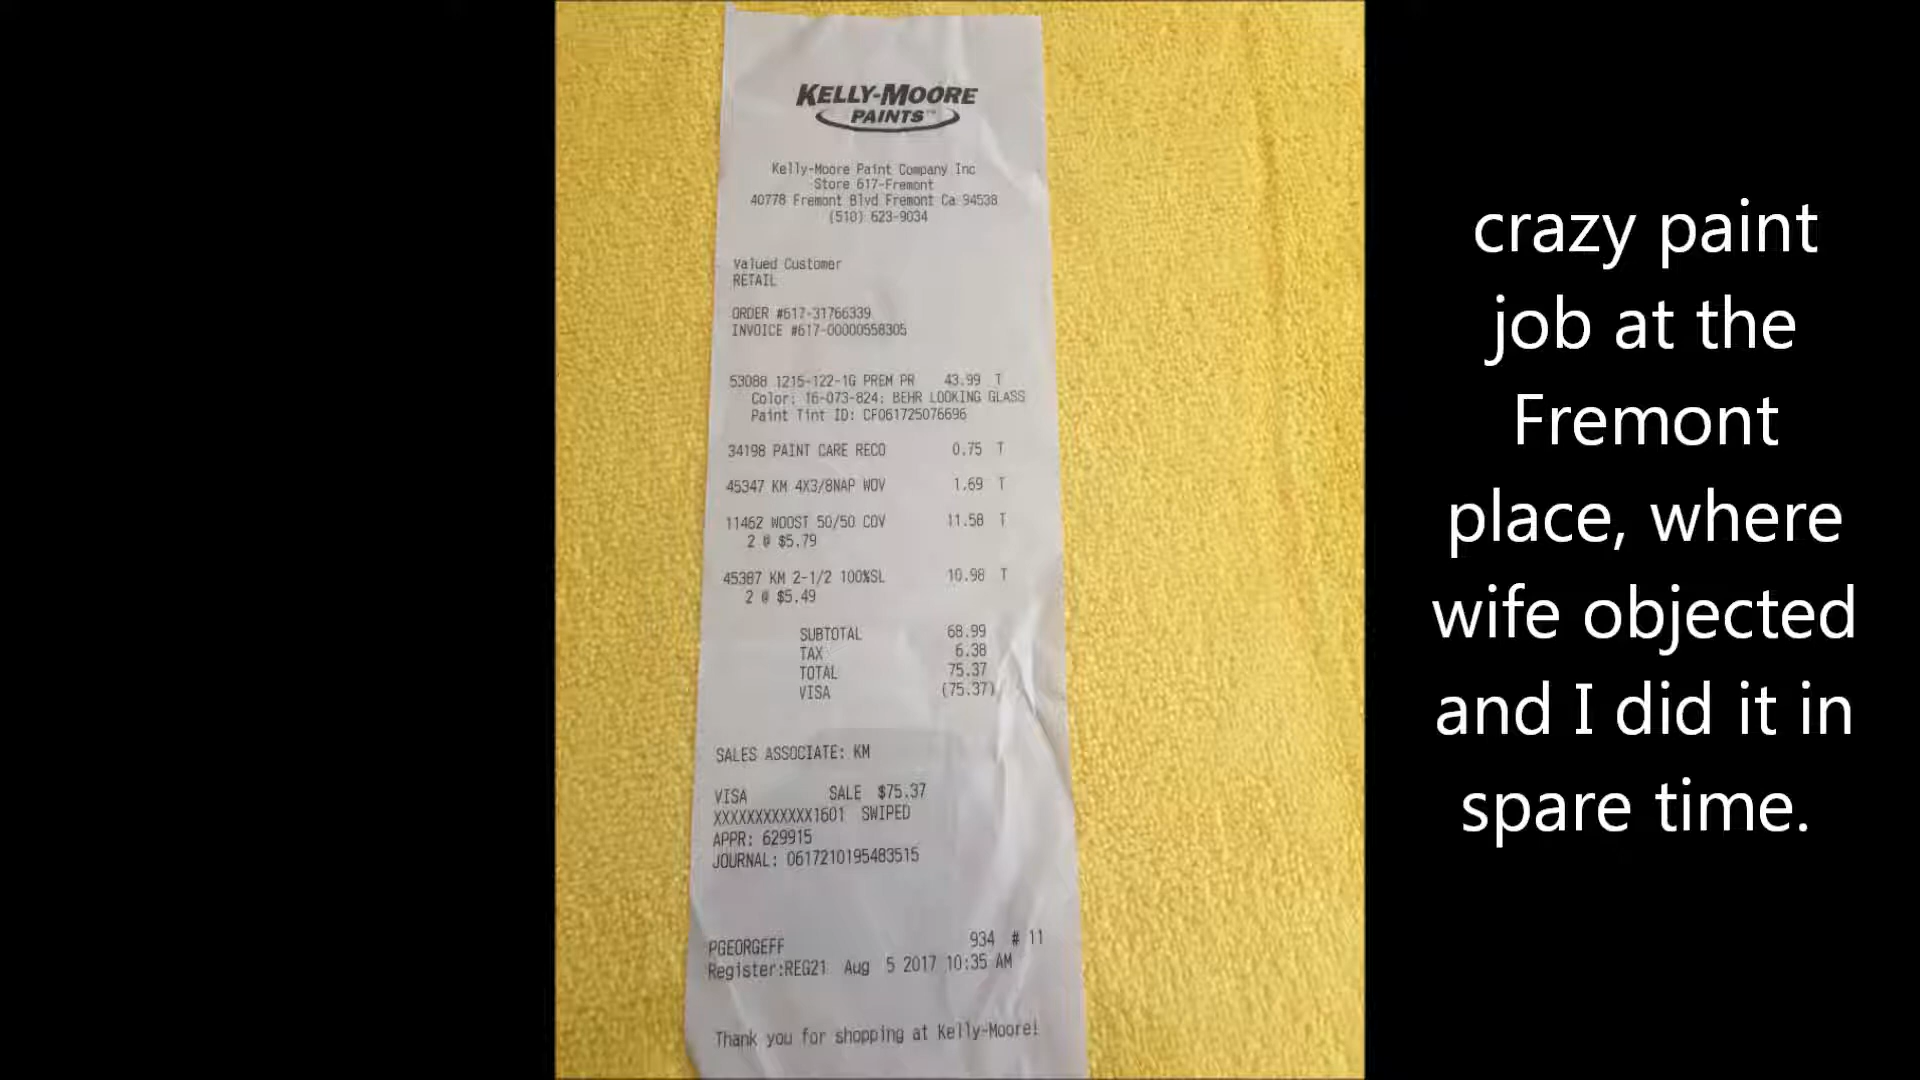 KELLY-MOORE
PAINTS™
Kelly-Moore Paint Company Inc
Store 617-Fremont
40778 Fremont Blvd Fremont Ca 94538
(510) 623-9034
Valued Customer
RETAIL
ORDER #617-31766339
INVOICE #617-00000558305
53088 1215-122-1G PREM PR 43.99 T
Color: 16-073-824: BEHR LOOKING GLASS
Paint Tint ID: CF061725076696
34198 PAINT CARE RECO 0.75 T
45347 KM 4X3/8NAP WOV 1.69 T
11462 WOOST 50/50 COV 11.58 T
2 @ $5.79
45387 KM 2-1/2 100%SL 10.98 T
2 @ $5.49
SUBTOTAL 68.99
TAX 6.38
TOTAL 75.37
VISA (75.37)
SALES ASSOCIATE: KM
VISA SALE $75.37
XXXXXXXXXXXX1601 SWIPED
APPR: 629915
JOURNAL: 0617210195483515
PGEORGEFF 934 # 11
Register:REG21 Aug 5 2017 10:35 AM
Thank you for shopping at Kelly-Moore!
crazy paint
job at the
Fremont
place, where
wife objected
and I did it in
spare time.